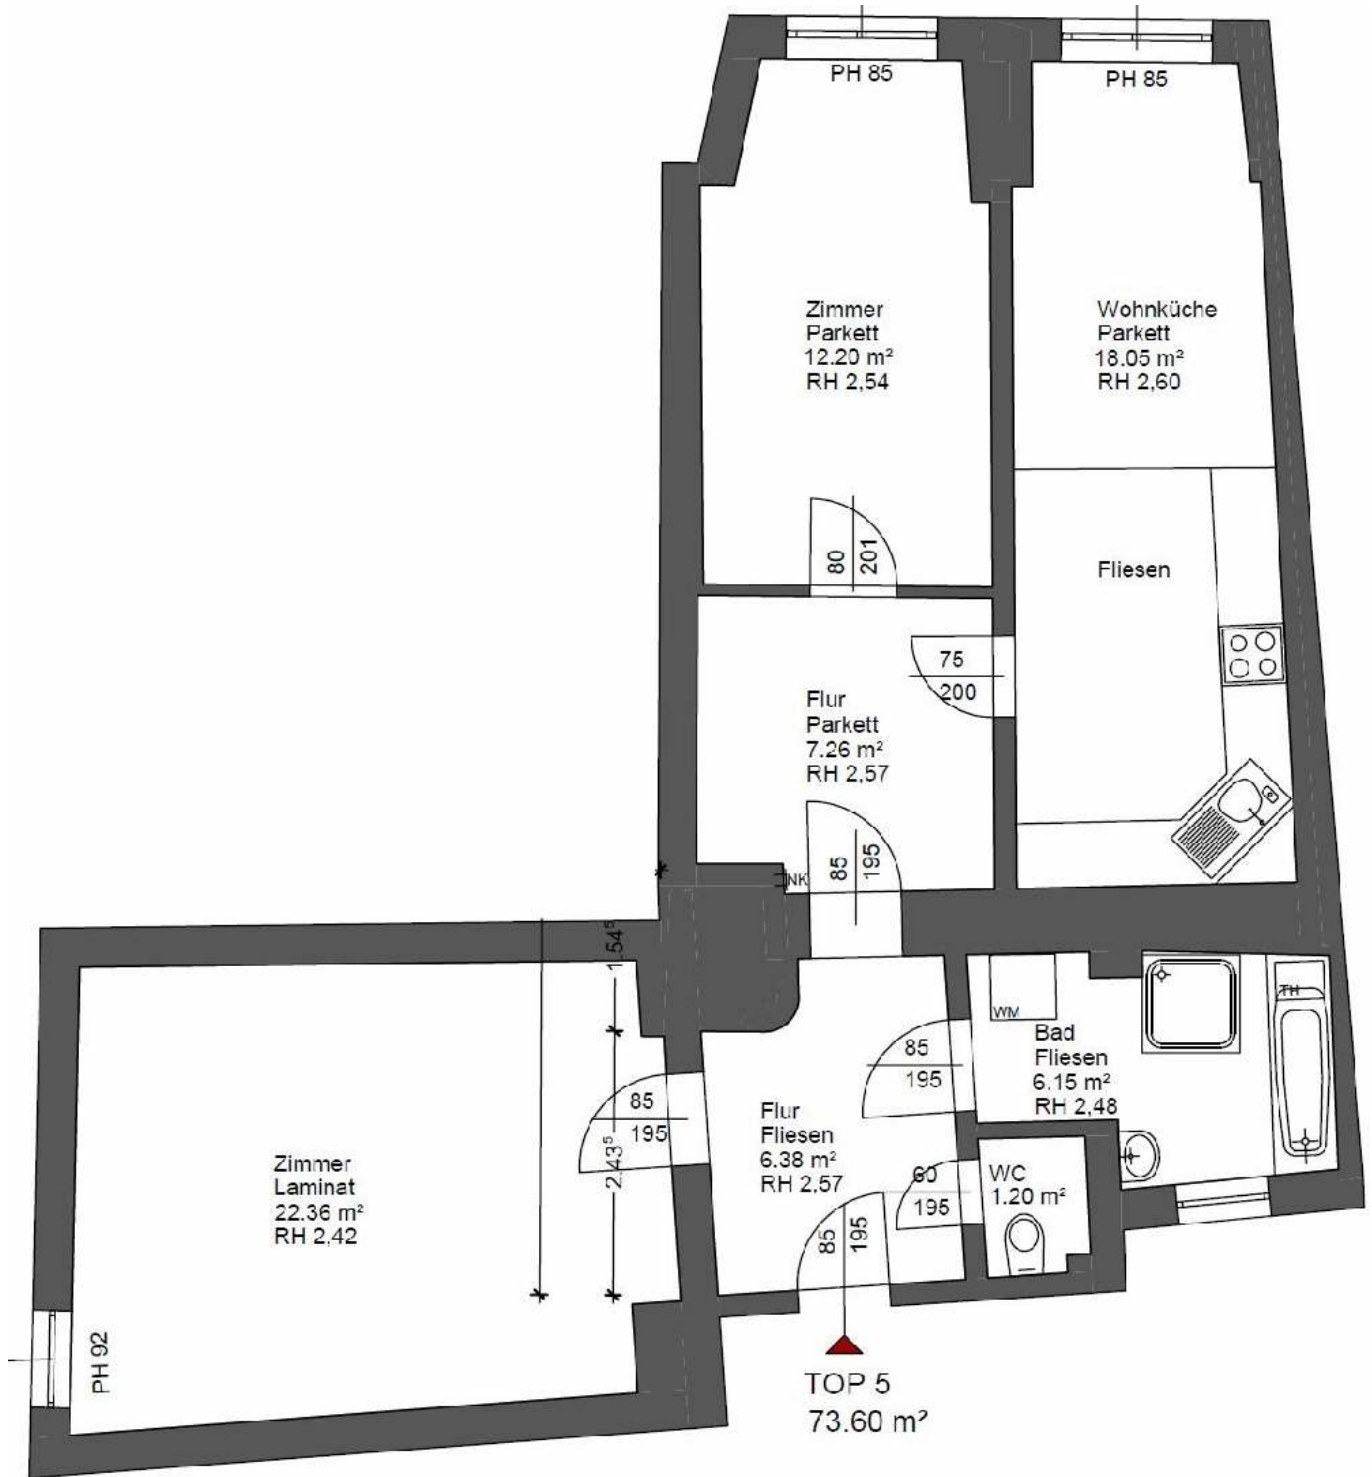 PH 85
PH 85
Zimmer
Parkett
12.20 m²
RH 2,54
Wohnküche
Parkett
18.05 m²
RH 2,60
80
201
Fliesen
75
200
Flur
Parkett
7.26 m²
RH 2,57
85
195
NK
1.54⁵
WM
TH
Bad
Fliesen
6.15 m²
RH 2,48
85
195
85
195
2.43⁵
Flur
Fliesen
6.38 m²
RH 2,57
Zimmer
Laminat
22.36 m²
RH 2,42
60
195
WC
1.20 m²
85
195
PH 92
TOP 5
73.60 m²